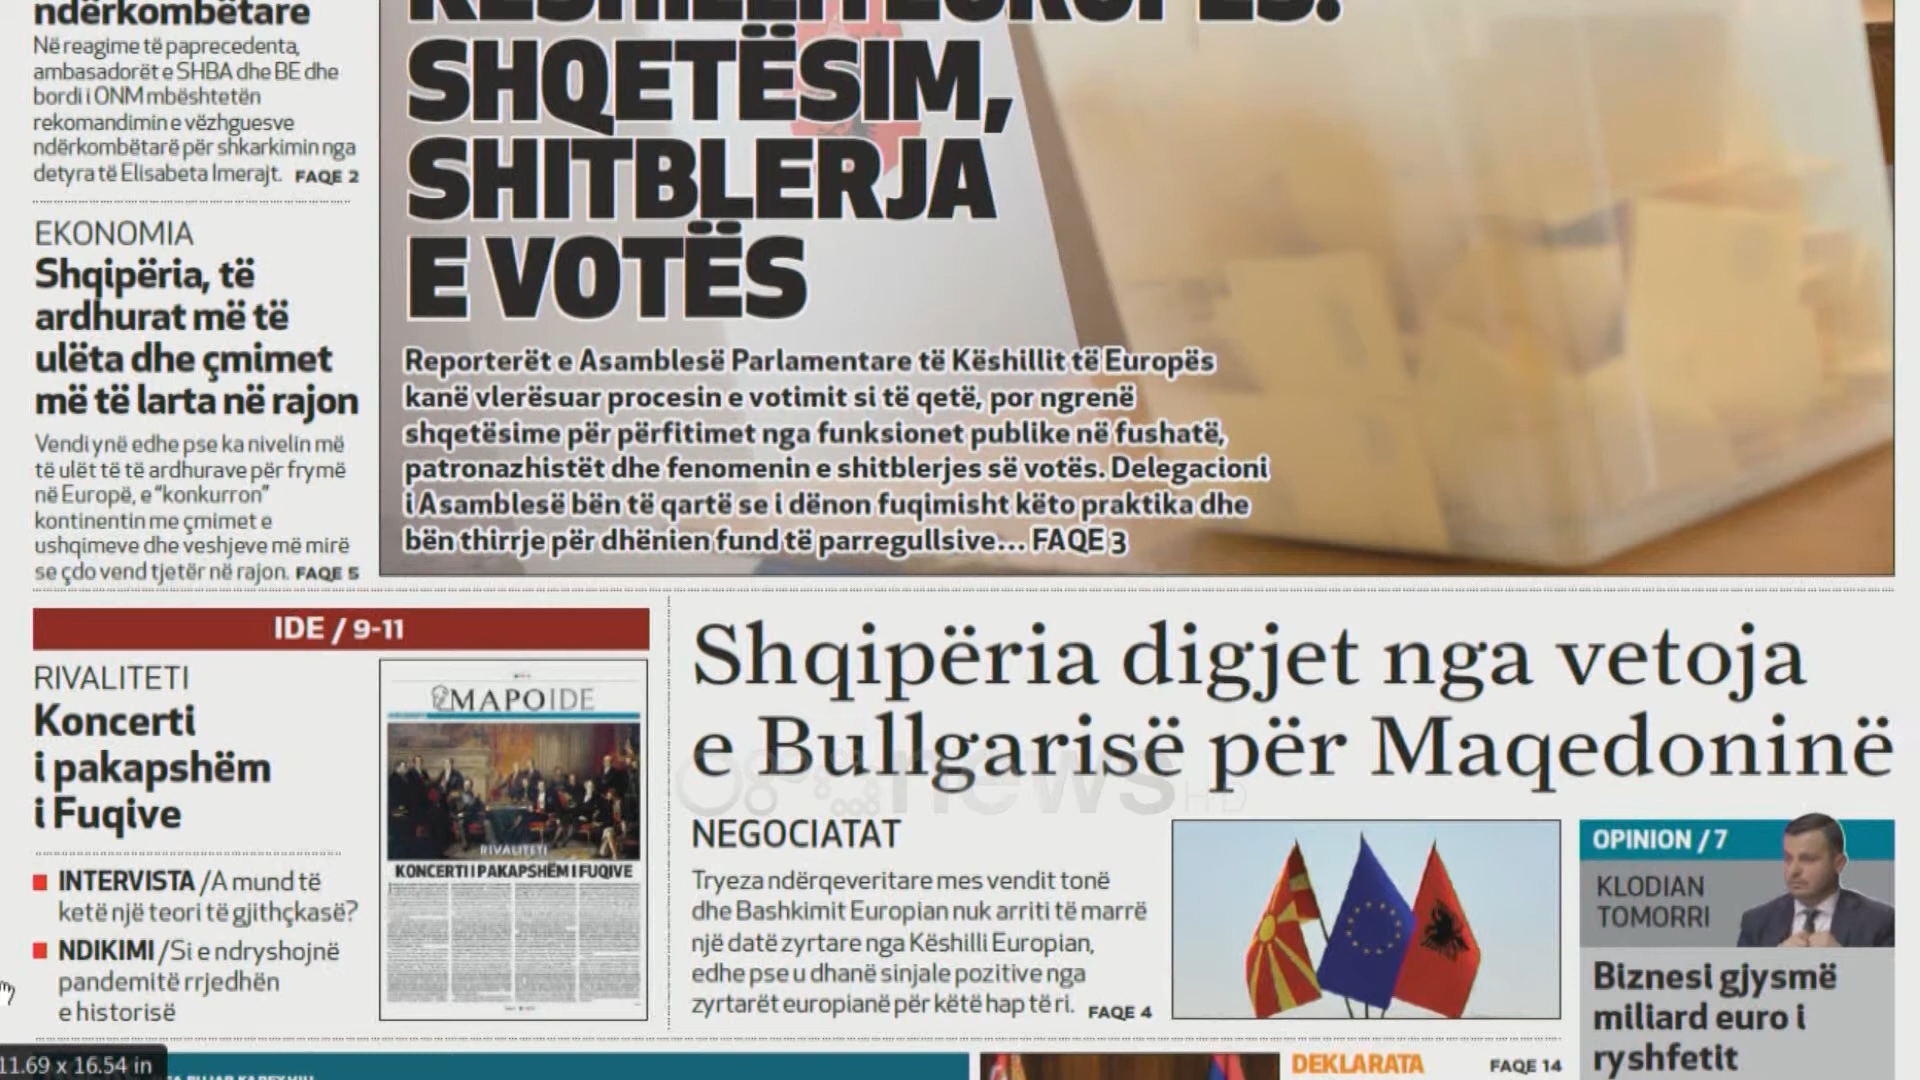 ndërkombëtare
Në reagime të paprecedenta,
ambasadorët e SHBA dhe BE dhe
bordi i ONM mbështetën
rekomandimin e vëzhguesve
ndërkombëtarë për shkarkimin nga
detyra të Elisabeta Imerajt. FAQE 2
EKONOMIA
Shqipëria, të
ardhurat më të
ulëta dhe çmimet
më të larta në rajon
Vendi ynë edhe pse ka nivelin më
të ulët të të ardhurave për frymë
në Europë, e “konkurron”
kontinentin me çmimet e
ushqimeve dhe veshjeve më mirë
se çdo vend tjetër në rajon. FAQE 5
KËSHILLI I EUROPËS:
SHQETËSIM,
SHITBLERJA
E VOTËS
Reporterët e Asamblesë Parlamentare të Këshillit të Europës
kanë vlerësuar procesin e votimit si të qetë, por ngrenë
shqetësime për përfitimet nga funksionet publike në fushatë,
patronazhistët dhe fenomenin e shitblerjes së votës. Delegacioni
i Asamblesë bën të qartë se i dënon fuqimisht këto praktika dhe
bën thirrje për dhënien fund të parregullsive... FAQE 3
IDE / 9-11
RIVALITETI
Koncerti
i pakapshëm
i Fuqive
INTERVISTA /A mund të
ketë një teori të gjithçkasë?
NDIKIMI /Si e ndryshojnë
pandemitë rrjedhën
e historisë
MAPOIDE
RIVALITETI
KONCERTI I PAKAPSHËM I FUQIVE
Shqipëria digjet nga vetoja
e Bullgarisë për Maqedoninë
news HD
NEGOCIATAT
Tryeza ndërqeveritare mes vendit tonë
dhe Bashkimit Europian nuk arriti të marrë
një datë zyrtare nga Këshilli Europian,
edhe pse u dhanë sinjale pozitive nga
zyrtarët europianë për këtë hap të ri. FAQE 4
OPINION / 7
KLODIAN
TOMORRI
Biznesi gjysmë
miliard euro i
ryshfetit
11.69 x 16.54 in
DEKLARATA
FAQE 14